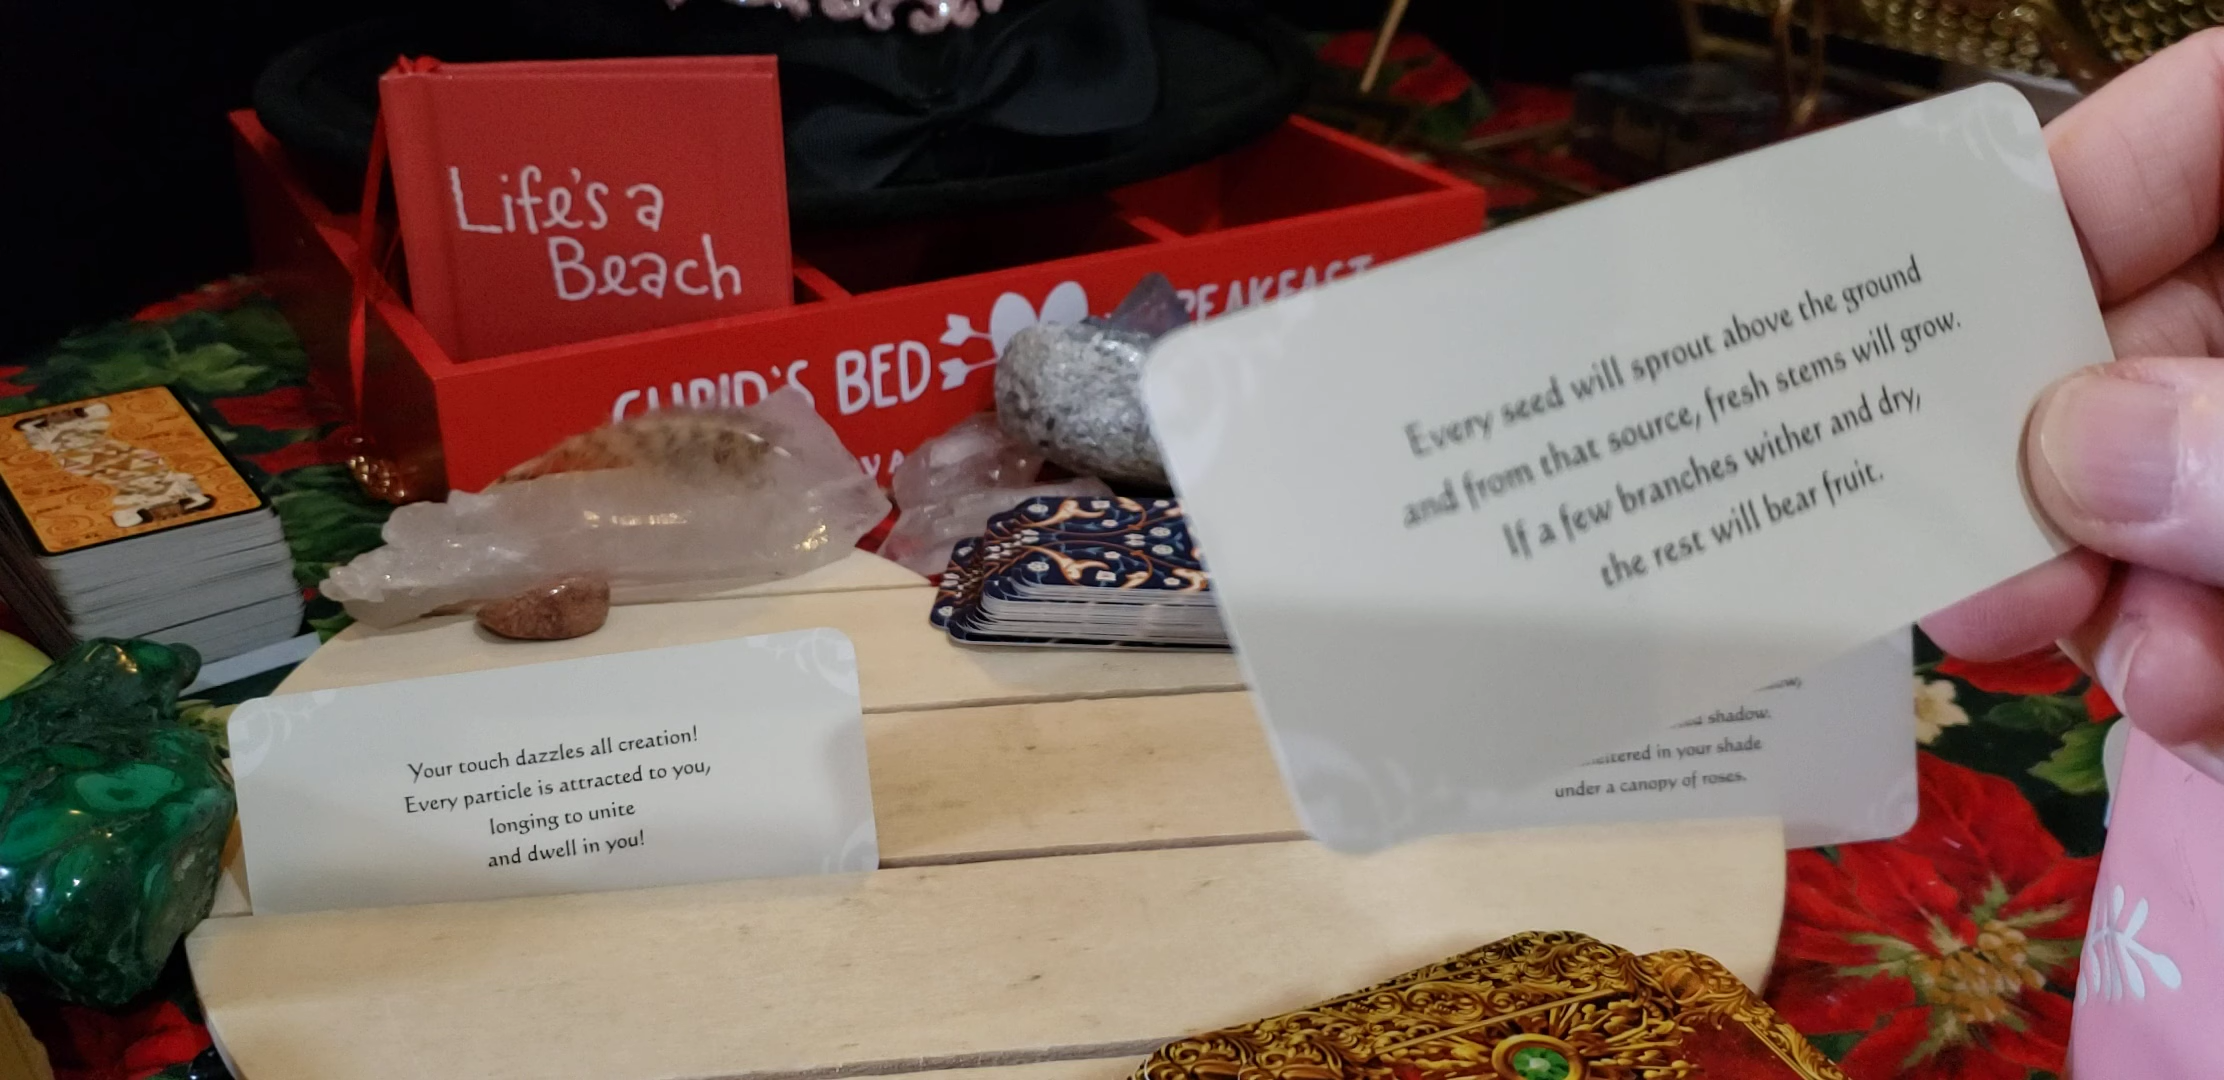 Life's a
Beach
CUPID'S BED
BREAKFAST
Every seed will sprout above the ground
and from that source, fresh stems will grow.
If a few branches wither and dry,
the rest will bear fruit.
Your touch dazzles all creation!
Every particle is attracted to you,
longing to unite
and dwell in you!
shadow.
in your shade
under a canopy of roses.